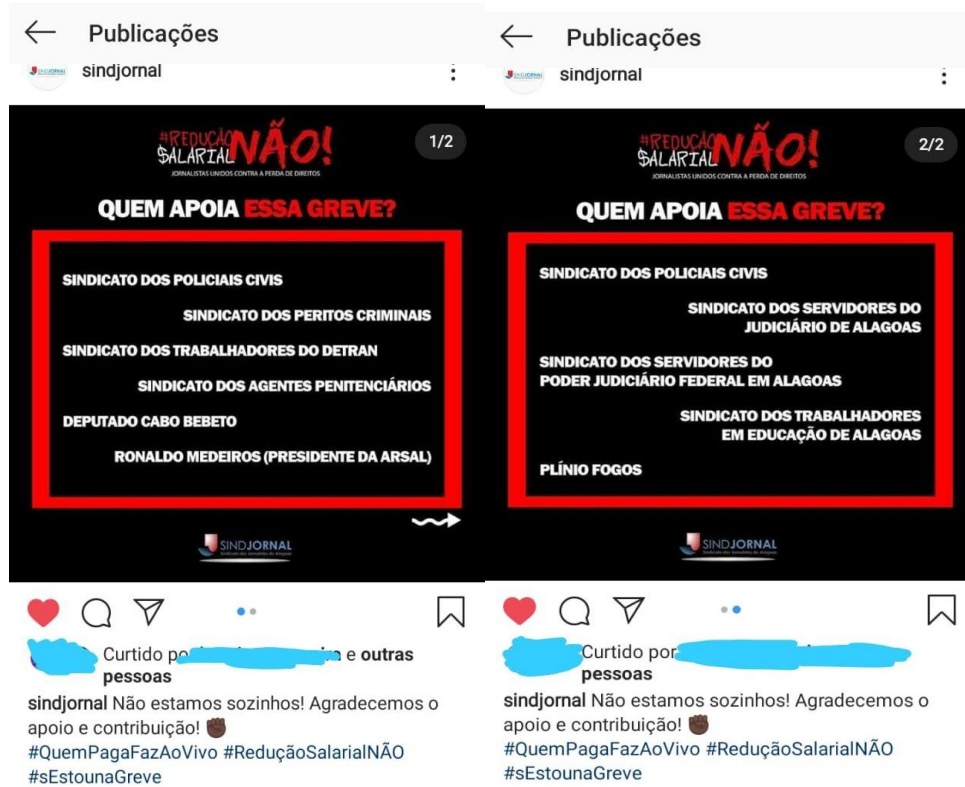 Publicações
sindjornal
1/2
#REDUÇÃO
$ALARIAL NÃO!
JORNALISTAS UNIDOS CONTRA A PERDA DE DIREITOS
QUEM APOIA ESSA GREVE?
SINDICATO DOS POLICIAIS CIVIS
SINDICATO DOS PERITOS CRIMINAIS
SINDICATO DOS TRABALHADORES DO DETRAN
SINDICATO DOS AGENTES PENITENCIÁRIOS
DEPUTADO CABO BEBETO
RONALDO MEDEIROS (PRESIDENTE DA ARSAL)
SINDJORNAL
Curtido por e outras
pessoas
sindjornal Não estamos sozinhos! Agradecemos o
apoio e contribuição! ✊🏿
#QuemPagaFazAoVivo #ReduçãoSalarialNÃO
#sEstounaGreve
Publicações
sindjornal
2/2
#REDUÇÃO
$ALARIAL NÃO!
JORNALISTAS UNIDOS CONTRA A PERDA DE DIREITOS
QUEM APOIA ESSA GREVE?
SINDICATO DOS POLICIAIS CIVIS
SINDICATO DOS SERVIDORES DO
JUDICIÁRIO DE ALAGOAS
SINDICATO DOS SERVIDORES DO
PODER JUDICIÁRIO FEDERAL EM ALAGOAS
SINDICATO DOS TRABALHADORES
EM EDUCAÇÃO DE ALAGOAS
PLÍNIO FOGOS
SINDJORNAL
Curtido por
pessoas
sindjornal Não estamos sozinhos! Agradecemos o
apoio e contribuição! ✊🏿
#QuemPagaFazAoVivo #ReduçãoSalarialNÃO
#sEstounaGreve